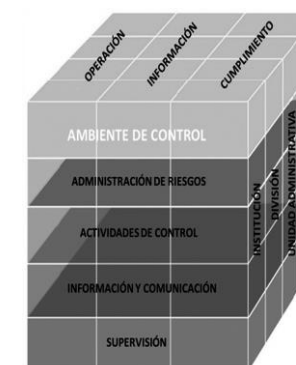 OPERACIÓN
INFORMACIÓN
CUMPLIMIENTO
AMBIENTE DE CONTROL
ADMINISTRACIÓN DE RIESGOS
ACTIVIDADES DE CONTROL
INFORMACIÓN Y COMUNICACIÓN
SUPERVISIÓN
INSTITUCIÓN
DIVISIÓN
UNIDAD ADMINISTRATIVA